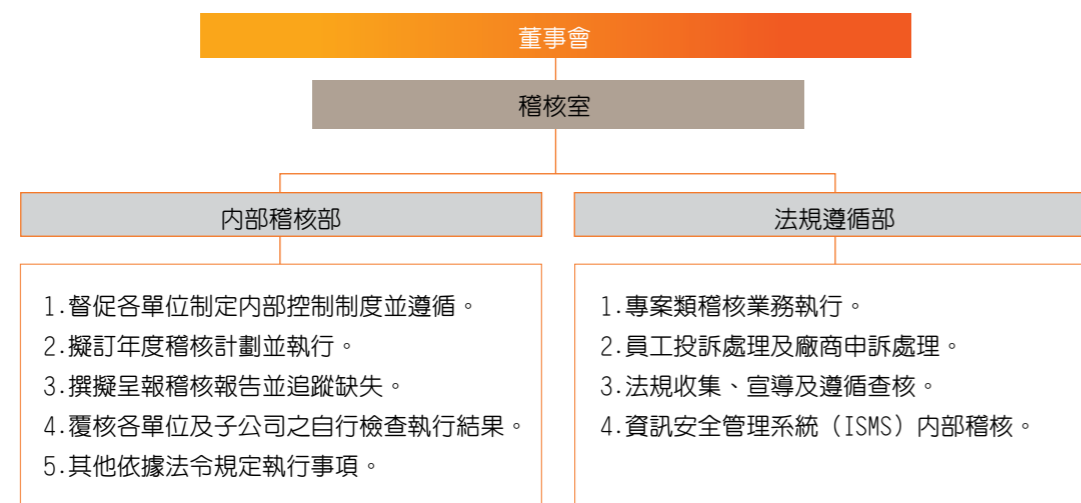 董事會
稽核室
內部稽核部
1.督促各單位制定內部控制制度並遵循。
2.擬訂年度稽核計劃並執行。
3.撰擬呈報稽核報告並追蹤缺失。
4.覆核各單位及子公司之自行檢查執行結果。
5.其他依據法令規定執行事項。
法規遵循部
1.專案類稽核業務執行。
2.員工投訴處理及廠商申訴處理。
3.法規收集、宣導及遵循查核。
4.資訊安全管理系統（ISMS）內部稽核。